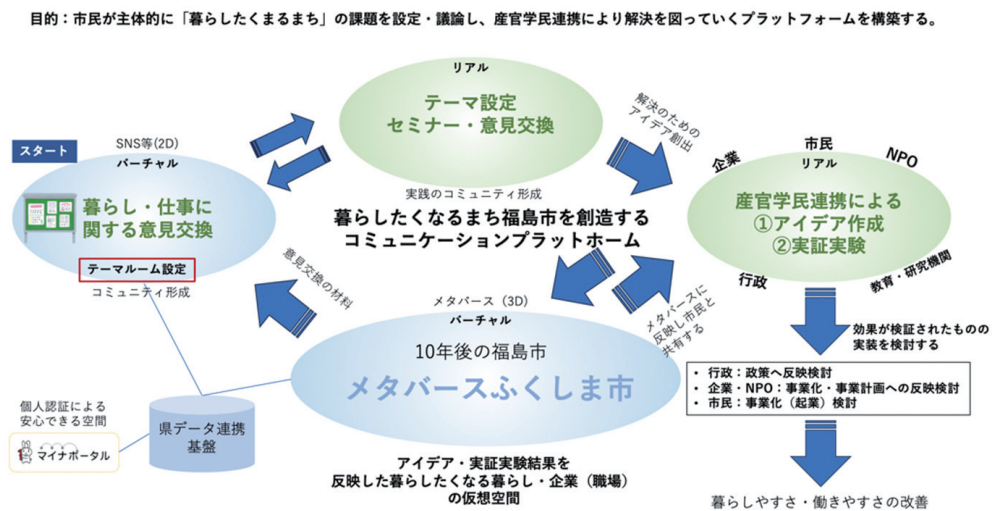 目的：市民が主体的に「暮らしたくまるまち」の課題を設定・議論し、産官学民連携により解決を図っていくプラットフォームを構築する。
リアル
テーマ設定
セミナー・意見交換
実践のコミュニティ形成
解決のための
アイデア創出
スタート
SNS等(2D)
バーチャル
暮らし・仕事に
関する意見交換
テーマルーム設定
コミュニティ形成
暮らしたくなるまち福島市を創造する
コミュニケーションプラットホーム
企業
市民
NPO
リアル
産官学民連携による
①アイデア作成
②実証実験
行政
教育・研究機関
意見交換の材料
メタバースに
反映し市民と
共有する
メタバース（3D）
バーチャル
10年後の福島市
メタバースふくしま市
アイデア・実証実験結果を
反映した暮らしたくなる暮らし・企業（職場）
の仮想空間
効果が検証されたものの
実装を検討する
・ 行政：政策へ反映検討
・ 企業・NPO：事業化・事業計画への反映検討
・ 市民：事業化（起業）検討
暮らしやすさ・働きやすさの改善
個人認証による
安心できる空間
マイナポータル
県データ連携
基盤